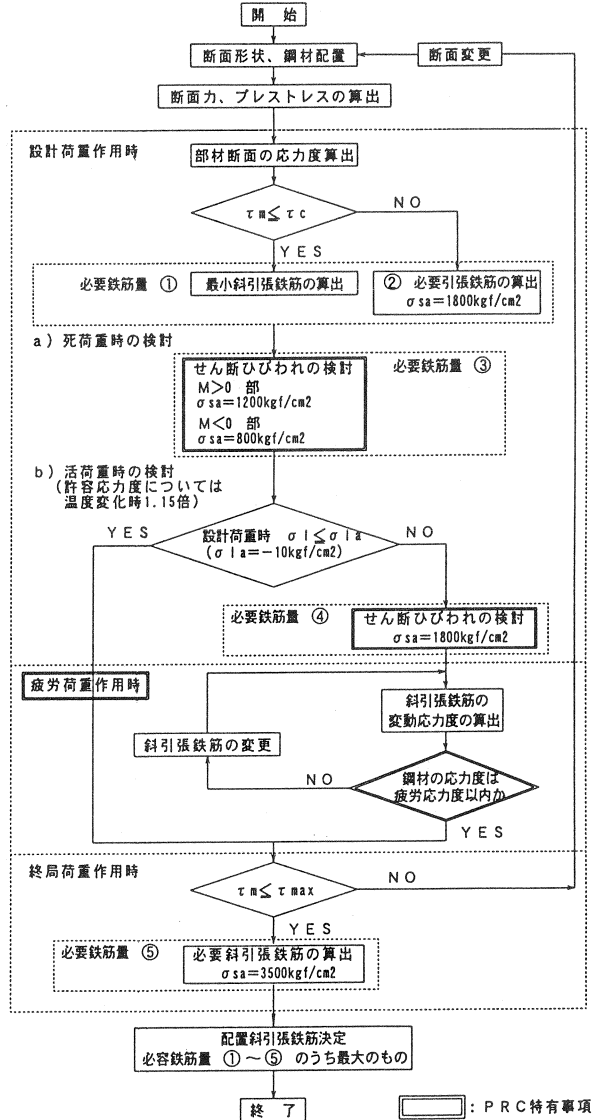 開 始
断面形状、鋼材配置
断面変更
断面力、プレストレスの算出
設計荷重作用時
部材断面の応力度算出
τm≦τc
NO
YES
必要鉄筋量 ①
最小斜引張鉄筋の算出
② 必要引張鉄筋の算出
σsa=1800kgf/cm2
a) 死荷重時の検討
せん断ひびわれの検討
M>0 部
σsa=1200kgf/cm2
M<0 部
σsa=800kgf/cm2
必要鉄筋量 ③
b) 活荷重時の検討
(許容応力度については
温度変化時1.15倍)
YES
設計荷重時 σI≦σIa
(σIa=-10kgf/cm2)
NO
必要鉄筋量 ④
せん断ひびわれの検討
σsa=1800kgf/cm2
疲労荷重作用時
斜引張鉄筋の
変動応力度の算出
斜引張鉄筋の変更
NO
鋼材の応力度は
疲労応力度以内か
YES
終局荷重作用時
τm≦τmax
NO
YES
必要鉄筋量 ⑤
必要斜引張鉄筋の算出
σsa=3500kgf/cm2
配置斜引張鉄筋決定
必容鉄筋量 ①~⑤ のうち最大のもの
終 了
:PRC特有事項